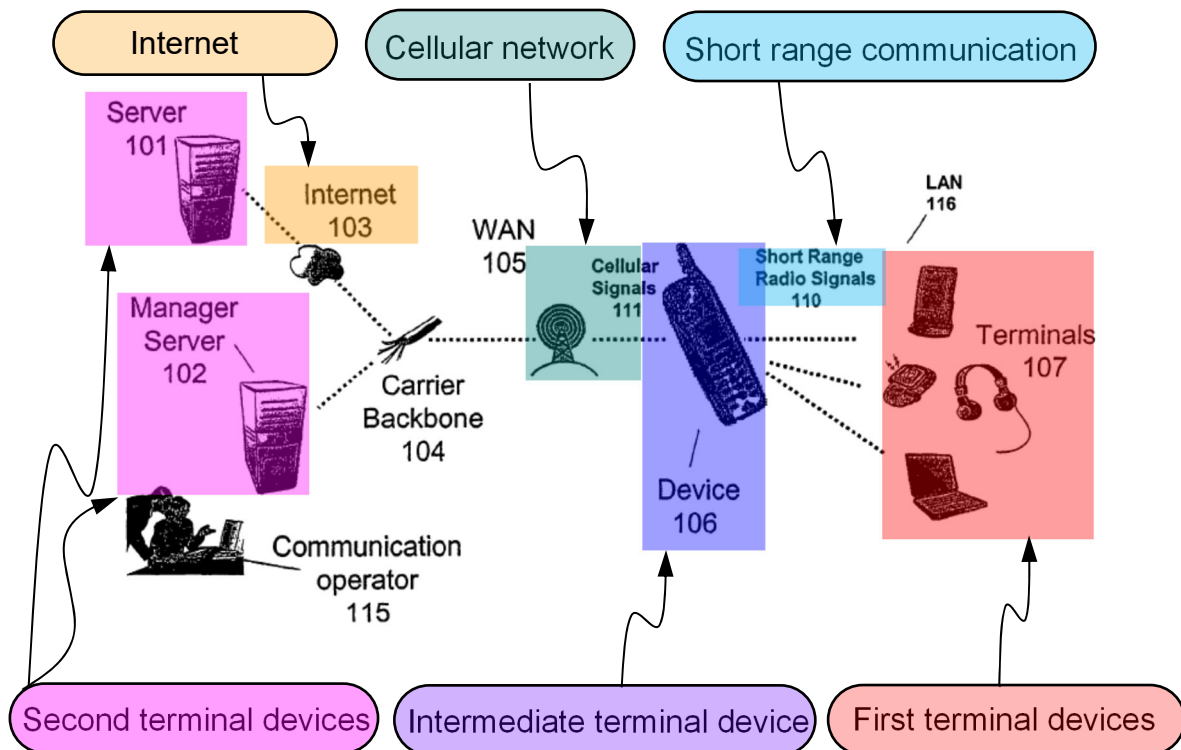 Internet
Cellular network
Short range communication
Server
101
Internet
103
WAN
105
Cellular
Signals
111
Short Range
Radio Signals
110
LAN
116
Manager
Server
102
Carrier
Backbone
104
Terminals
107
Device
106
Communication
operator
115
Second terminal devices
Intermediate terminal device
First terminal devices